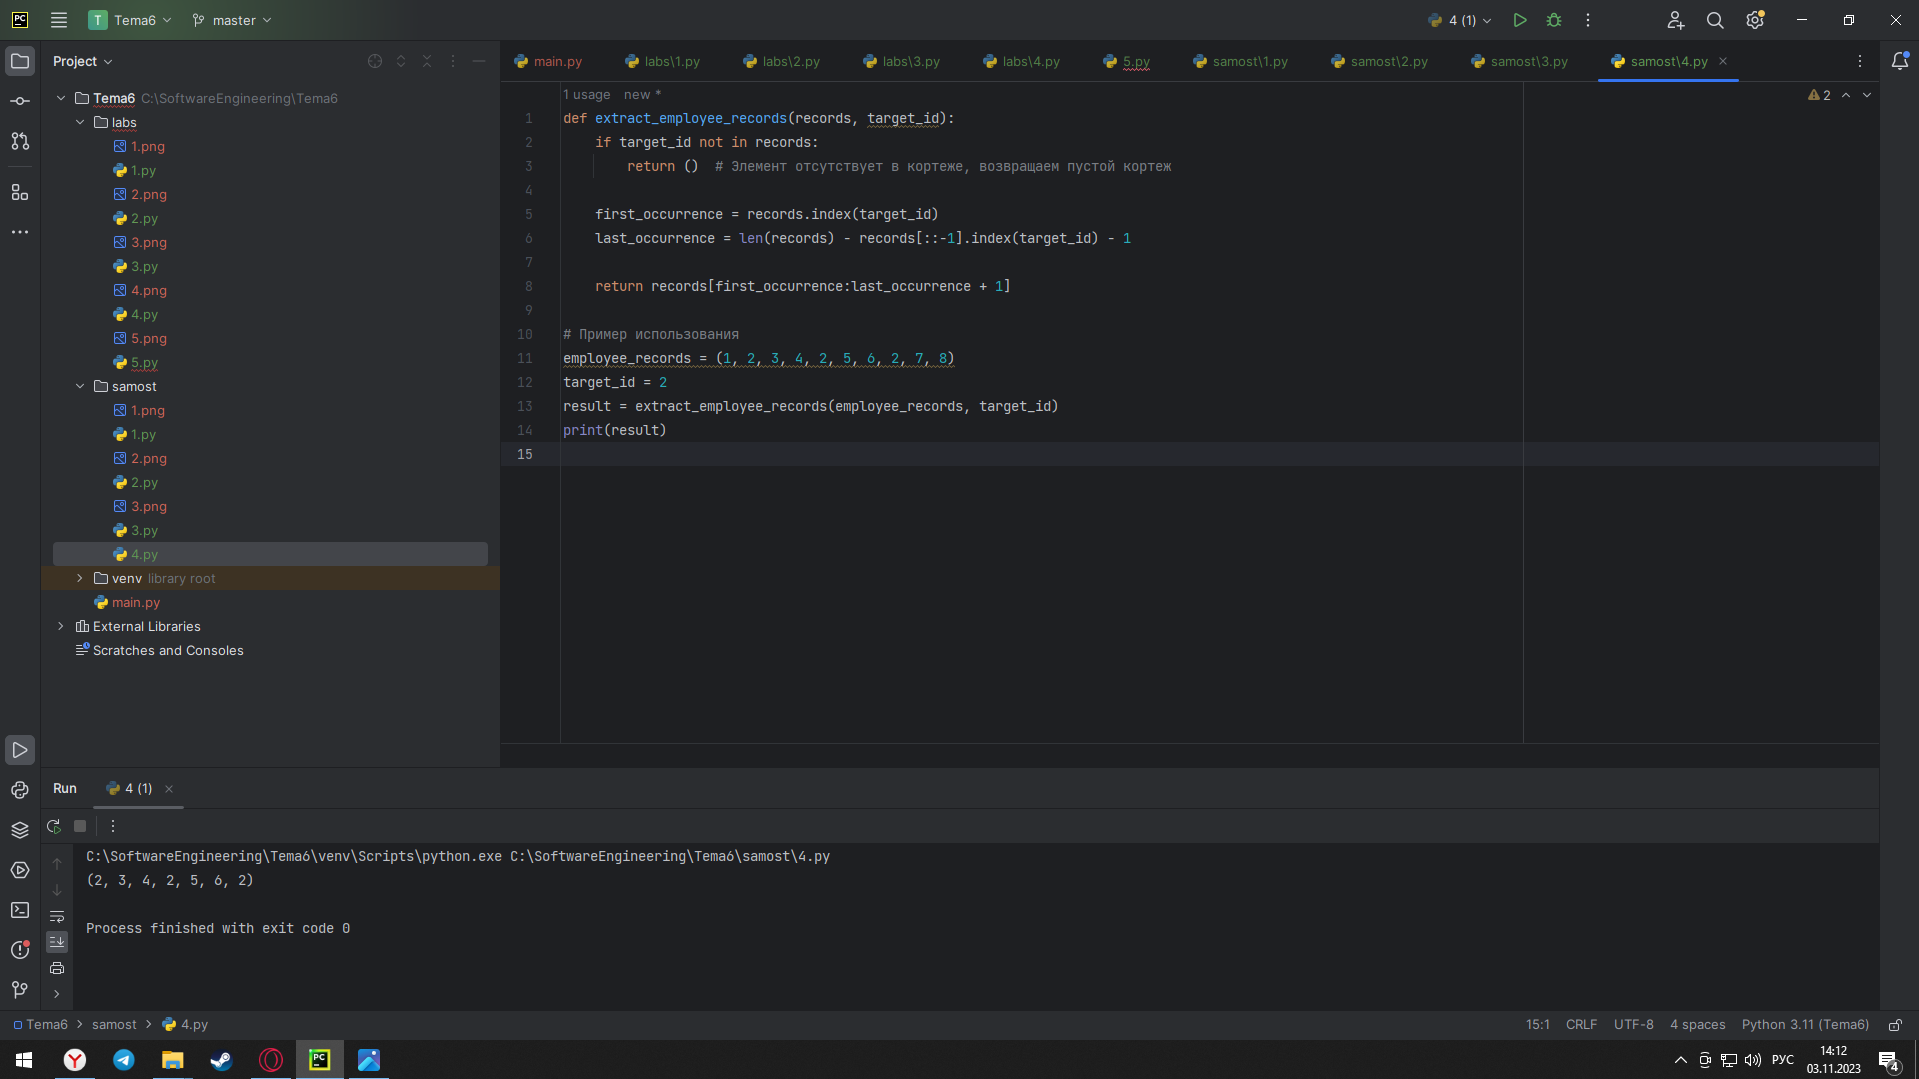 PC T Tema6 master 4 (1)
Project
Tema6 C:\SoftwareEngineering\Tema6
labs
1.png
1.py
2.png
2.py
3.png
3.py
4.png
4.py
5.png
5.py
samost
1.png
1.py
2.png
2.py
3.png
3.py
4.py
venv library root
main.py
External Libraries
Scratches and Consoles
main.py labs\1.py labs\2.py labs\3.py labs\4.py 5.py samost\1.py samost\2.py samost\3.py samost\4.py
1 usage new *
2
1 def extract_employee_records(records, target_id):
2 if target_id not in records:
3 return () # Элемент отсутствует в кортеже, возвращаем пустой кортеж
4
5 first_occurrence = records.index(target_id)
6 last_occurrence = len(records) - records[::-1].index(target_id) - 1
7
8 return records[first_occurrence:last_occurrence + 1]
9
10 # Пример использования
11 employee_records = (1, 2, 3, 4, 2, 5, 6, 2, 7, 8)
12 target_id = 2
13 result = extract_employee_records(employee_records, target_id)
14 print(result)
15
Run 4 (1)
C:\SoftwareEngineering\Tema6\venv\Scripts\python.exe C:\SoftwareEngineering\Tema6\samost\4.py
(2, 3, 4, 2, 5, 6, 2)
Process finished with exit code 0
Tema6 samost 4.py
15:1 CRLF UTF-8 4 spaces Python 3.11 (Tema6)
PC
РУС
14:12
03.11.2023
4